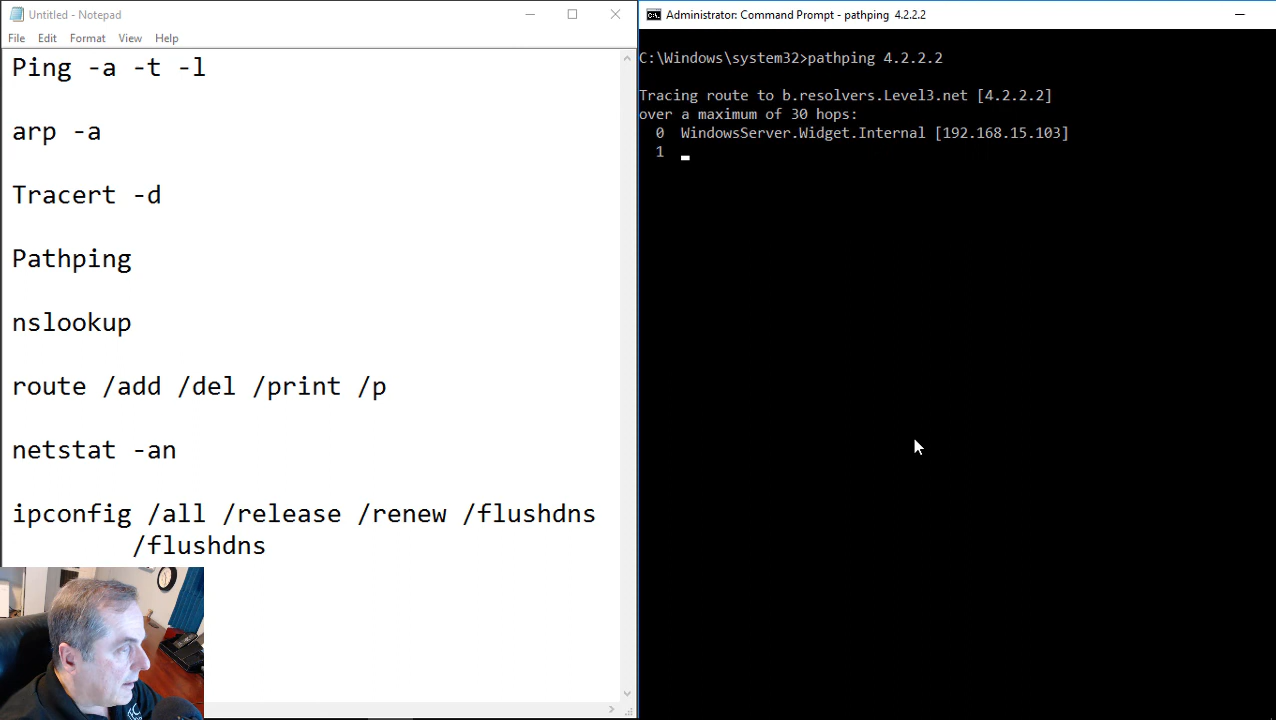 Untitled - Notepad
File Edit Format View Help
Ping -a -t -l
arp -a
Tracert -d
Pathping
nslookup
route /add /del /print /p
netstat -an
ipconfig /all /release /renew /flushdns
/flushdns
Administrator: Command Prompt - pathping 4.2.2.2
C:\Windows\system32>pathping 4.2.2.2
Tracing route to b.resolvers.Level3.net [4.2.2.2]
over a maximum of 30 hops:
0 WindowsServer.Widget.Internal [192.168.15.103]
1